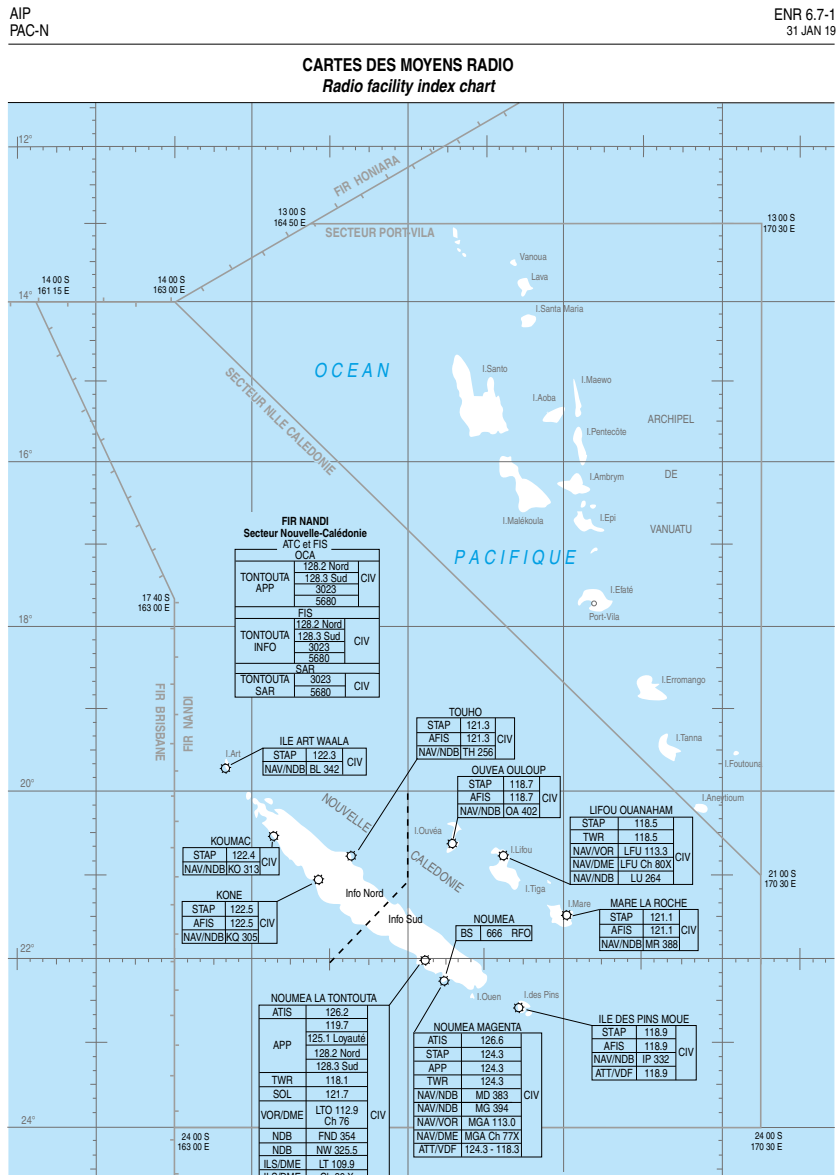 AIP
PAC-N
ENR 6.7-1
31 JAN 19
CARTES DES MOYENS RADIO
Radio facility index chart
12°
FIR HONIARA
13 00 S
164 50 E
SECTEUR PORT-VILA
13 00 S
170 30 E
Vanoua
Lava
14 00 S
161 15 E
14 00 S
163 00 E
14°
I.Santa Maria
OCEAN
SECTEUR NLLE CALEDONIE
I.Santo
I.Maewo
I.Aoba
ARCHIPEL
I.Pentecôte
16°
I.Ambrym
DE
I.Malékoula
I.Epi
VANUATU
PACIFIQUE
FIR NANDI
Secteur Nouvelle-Calédonie
ATC et FIS
OCA
TONTOUTA
APP
128.2 Nord
128.3 Sud
3023
5680
CIV
FIS
TONTOUTA
INFO
128.2 Nord
128.3 Sud
3023
5680
CIV
SAR
TONTOUTA
SAR
3023
5680
CIV
I.Efaté
Port-Vila
17 40 S
163 00 E
18°
FIR BRISBANE
FIR NANDI
I.Erromango
I.Tanna
I.Foutouna
I.Aneytioum
I.Art
ILE ART WAALA
STAP 122.3
NAV/NDB BL 342
CIV
TOUHO
STAP 121.3
AFIS 121.3
NAV/NDB TH 256
CIV
OUVEA OULOUP
STAP 118.7
AFIS 118.7
NAV/NDB OA 402
CIV
20°
NOUVELLE
CALEDONIE
I.Ouvéa
I.Lifou
I.Tiga
I.Mare
LIFOU OUANAHAM
STAP 118.5
TWR 118.5
NAV/VOR LFU 113.3
NAV/DME LFU Ch 80X
NAV/NDB LU 264
CIV
KOUMAC
STAP 122.4
NAV/NDB KO 313
CIV
21 00 S
170 30 E
KONE
STAP 122.5
AFIS 122.5
NAV/NDB KQ 305
CIV
Info Nord
Info Sud
MARE LA ROCHE
STAP 121.1
AFIS 121.1
NAV/NDB MR 388
CIV
NOUMEA
BS 666 RFO
22°
I.Ouen
I.des Pins
NOUMEA LA TONTOUTA
ATIS 126.2
APP
119.7
125.1 Loyauté
128.2 Nord
128.3 Sud
TWR 118.1
SOL 121.7
VOR/DME LTO 112.9
Ch 76
NDB FND 354
NDB NW 325.5
ILS/DME LT 109.9
CIV
NOUMEA MAGENTA
ATIS 126.6
STAP 124.3
APP 124.3
TWR 124.3
NAV/NDB MD 383
NAV/NDB MG 394
NAV/VOR MGA 113.0
NAV/DME MGA Ch 77X
ATT/VDF 124.3 - 118.3
CIV
ILE DES PINS MOUE
STAP 118.9
AFIS 118.9
NAV/NDB IP 332
ATT/VDF 118.9
CIV
24°
24 00 S
163 00 E
24 00 S
170 30 E